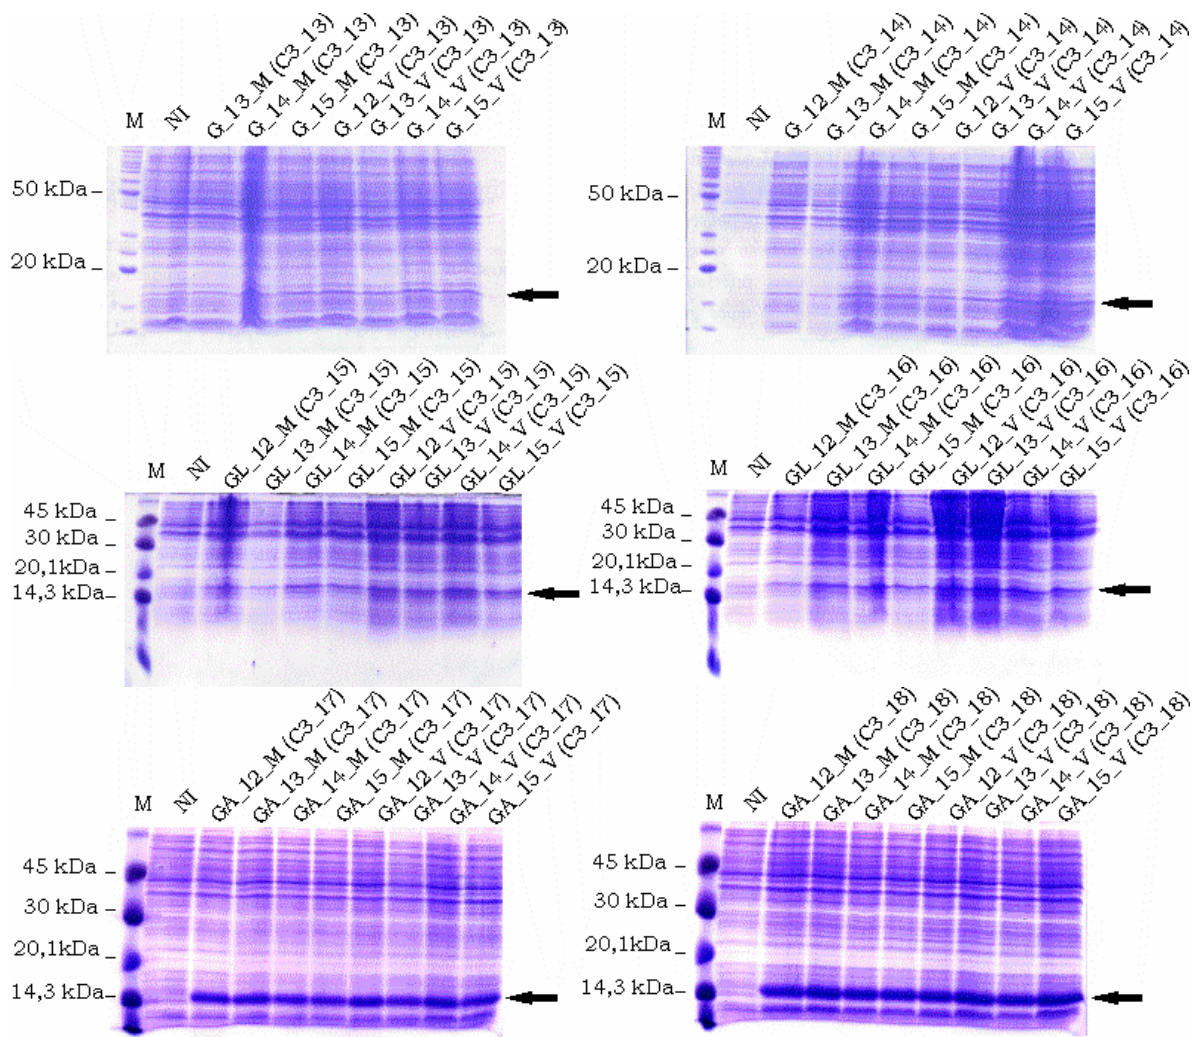 M
NI
G_13_M (C3_13)
G_14_M (C3_13)
G_15_M (C3_13)
G_12_V (C3_13)
G_13_V (C3_13)
G_14_V (C3_13)
G_15_V (C3_13)
50 kDa
20 kDa
M
NI
G_12_M (C3_14)
G_13_M (C3_14)
G_14_M (C3_14)
G_15_M (C3_14)
G_12_V (C3_14)
G_13_V (C3_14)
G_14_V (C3_14)
G_15_V (C3_14)
50 kDa
20 kDa
M
NI
GL_12_M (C3_15)
GL_13_M (C3_15)
GL_14_M (C3_15)
GL_15_M (C3_15)
GL_12_V (C3_15)
GL_13_V (C3_15)
GL_14_V (C3_15)
GL_15_V (C3_15)
45 kDa
30 kDa
20,1kDa
14,3 kDa
M
NI
GL_12_M (C3_16)
GL_13_M (C3_16)
GL_14_M (C3_16)
GL_15_M (C3_16)
GL_12_V (C3_16)
GL_13_V (C3_16)
GL_14_V (C3_16)
GL_15_V (C3_16)
45 kDa
30 kDa
20,1kDa
14,3 kDa
M
NI
GA_12_M (C3_17)
GA_13_M (C3_17)
GA_14_M (C3_17)
GA_15_M (C3_17)
GA_12_V (C3_17)
GA_13_V (C3_17)
GA_14_V (C3_17)
GA_15_V (C3_17)
45 kDa
30 kDa
20,1kDa
14,3 kDa
M
NI
GA_12_M (C3_18)
GA_13_M (C3_18)
GA_14_M (C3_18)
GA_15_M (C3_18)
GA_12_V (C3_18)
GA_13_V (C3_18)
GA_14_V (C3_18)
GA_15_V (C3_18)
45 kDa
30 kDa
20,1kDa
14,3 kDa